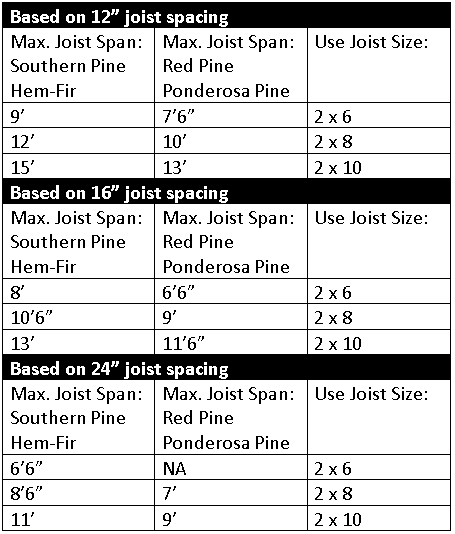 Based on 12” joist spacing
Max. Joist Span: Max. Joist Span: Use Joist Size:
Southern Pine Red Pine
Hem-Fir Ponderosa Pine
9’ 7’6” 2 x 6
12’ 10’ 2 x 8
15’ 13’ 2 x 10
Based on 16” joist spacing
Max. Joist Span: Max. Joist Span: Use Joist Size:
Southern Pine Red Pine
Hem-Fir Ponderosa Pine
8’ 6’6” 2 x 6
10’6” 9’ 2 x 8
13’ 11’6” 2 x 10
Based on 24” joist spacing
Max. Joist Span: Max. Joist Span: Use Joist Size:
Southern Pine Red Pine
Hem-Fir Ponderosa Pine
6’6” NA 2 x 6
8’6” 7’ 2 x 8
11’ 9’ 2 x 10